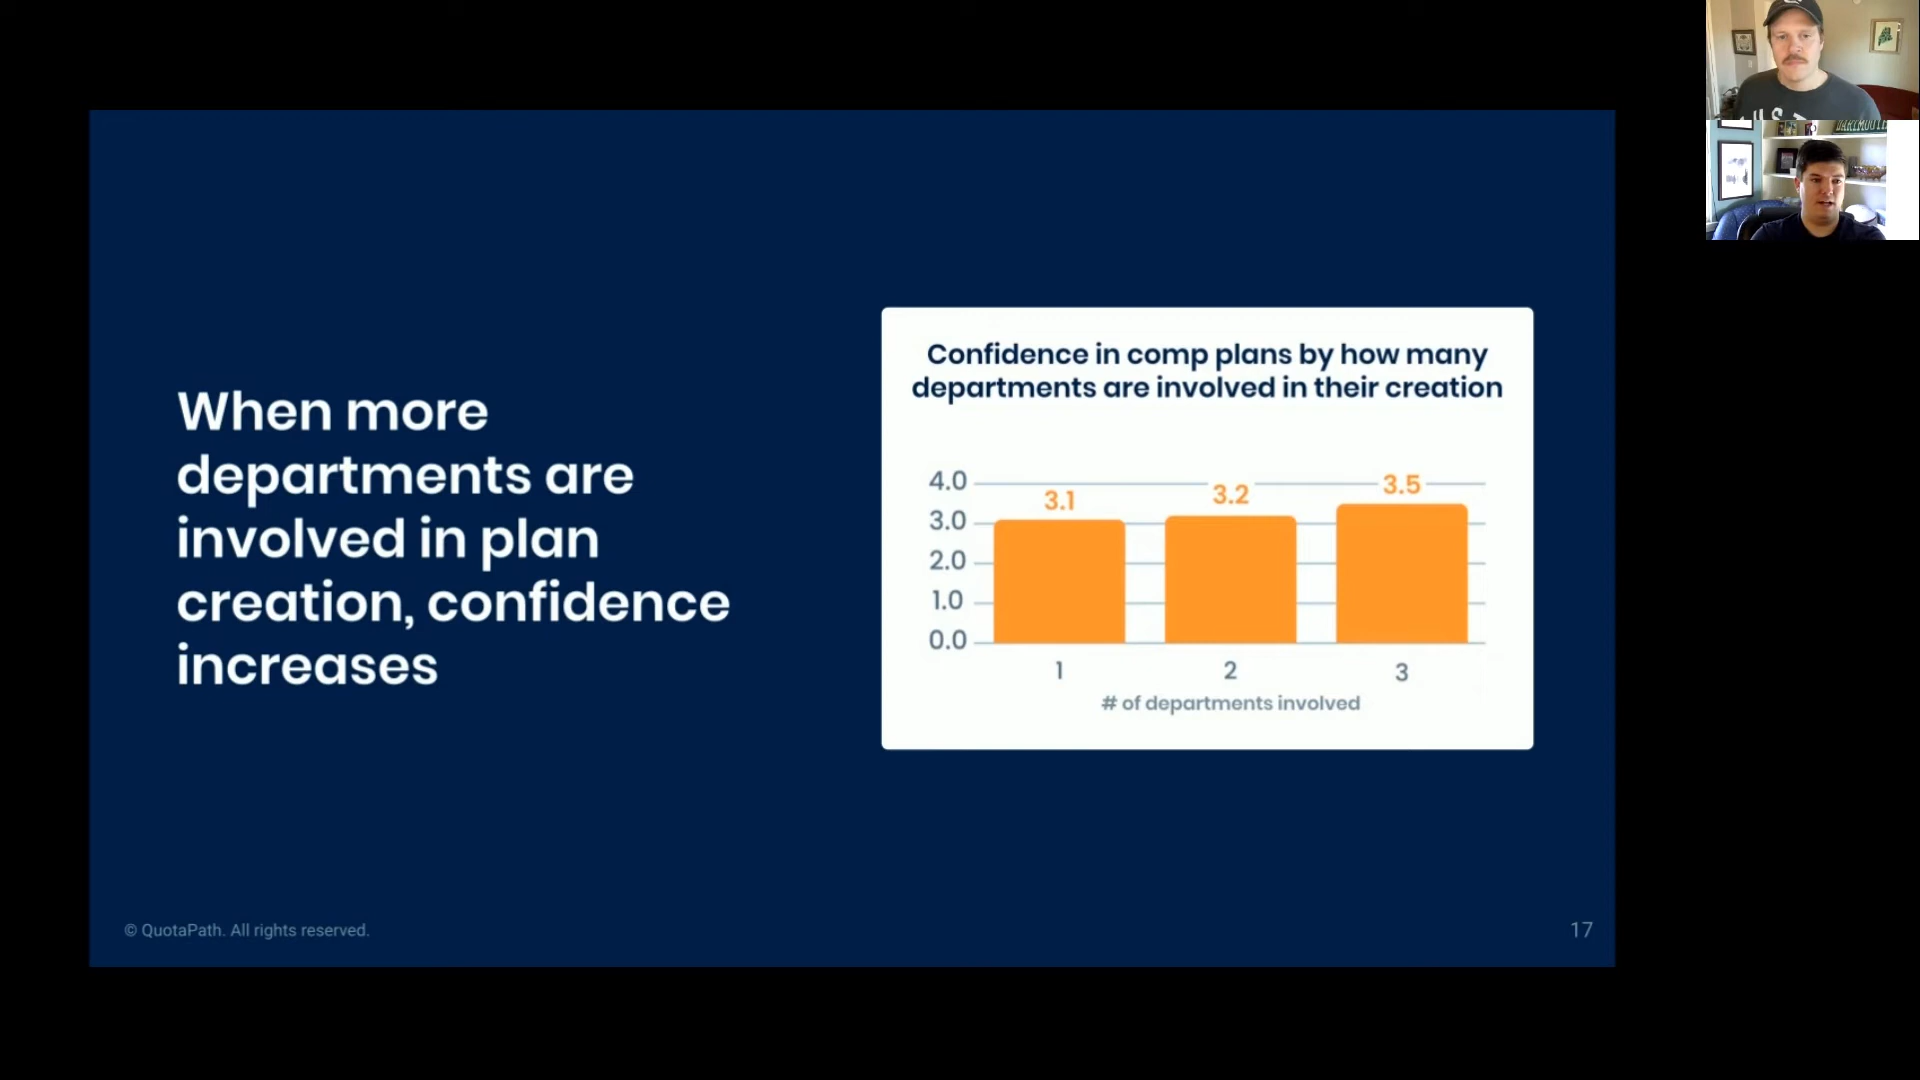 When more
departments are
involved in plan
creation, confidence
increases
Confidence in comp plans by how many
departments are involved in their creation
4.0
3.0
2.0
1.0
0.0
3.1
3.2
3.5
1
2
3
# of departments involved
© QuotaPath. All rights reserved.
17
DARTMOUTH